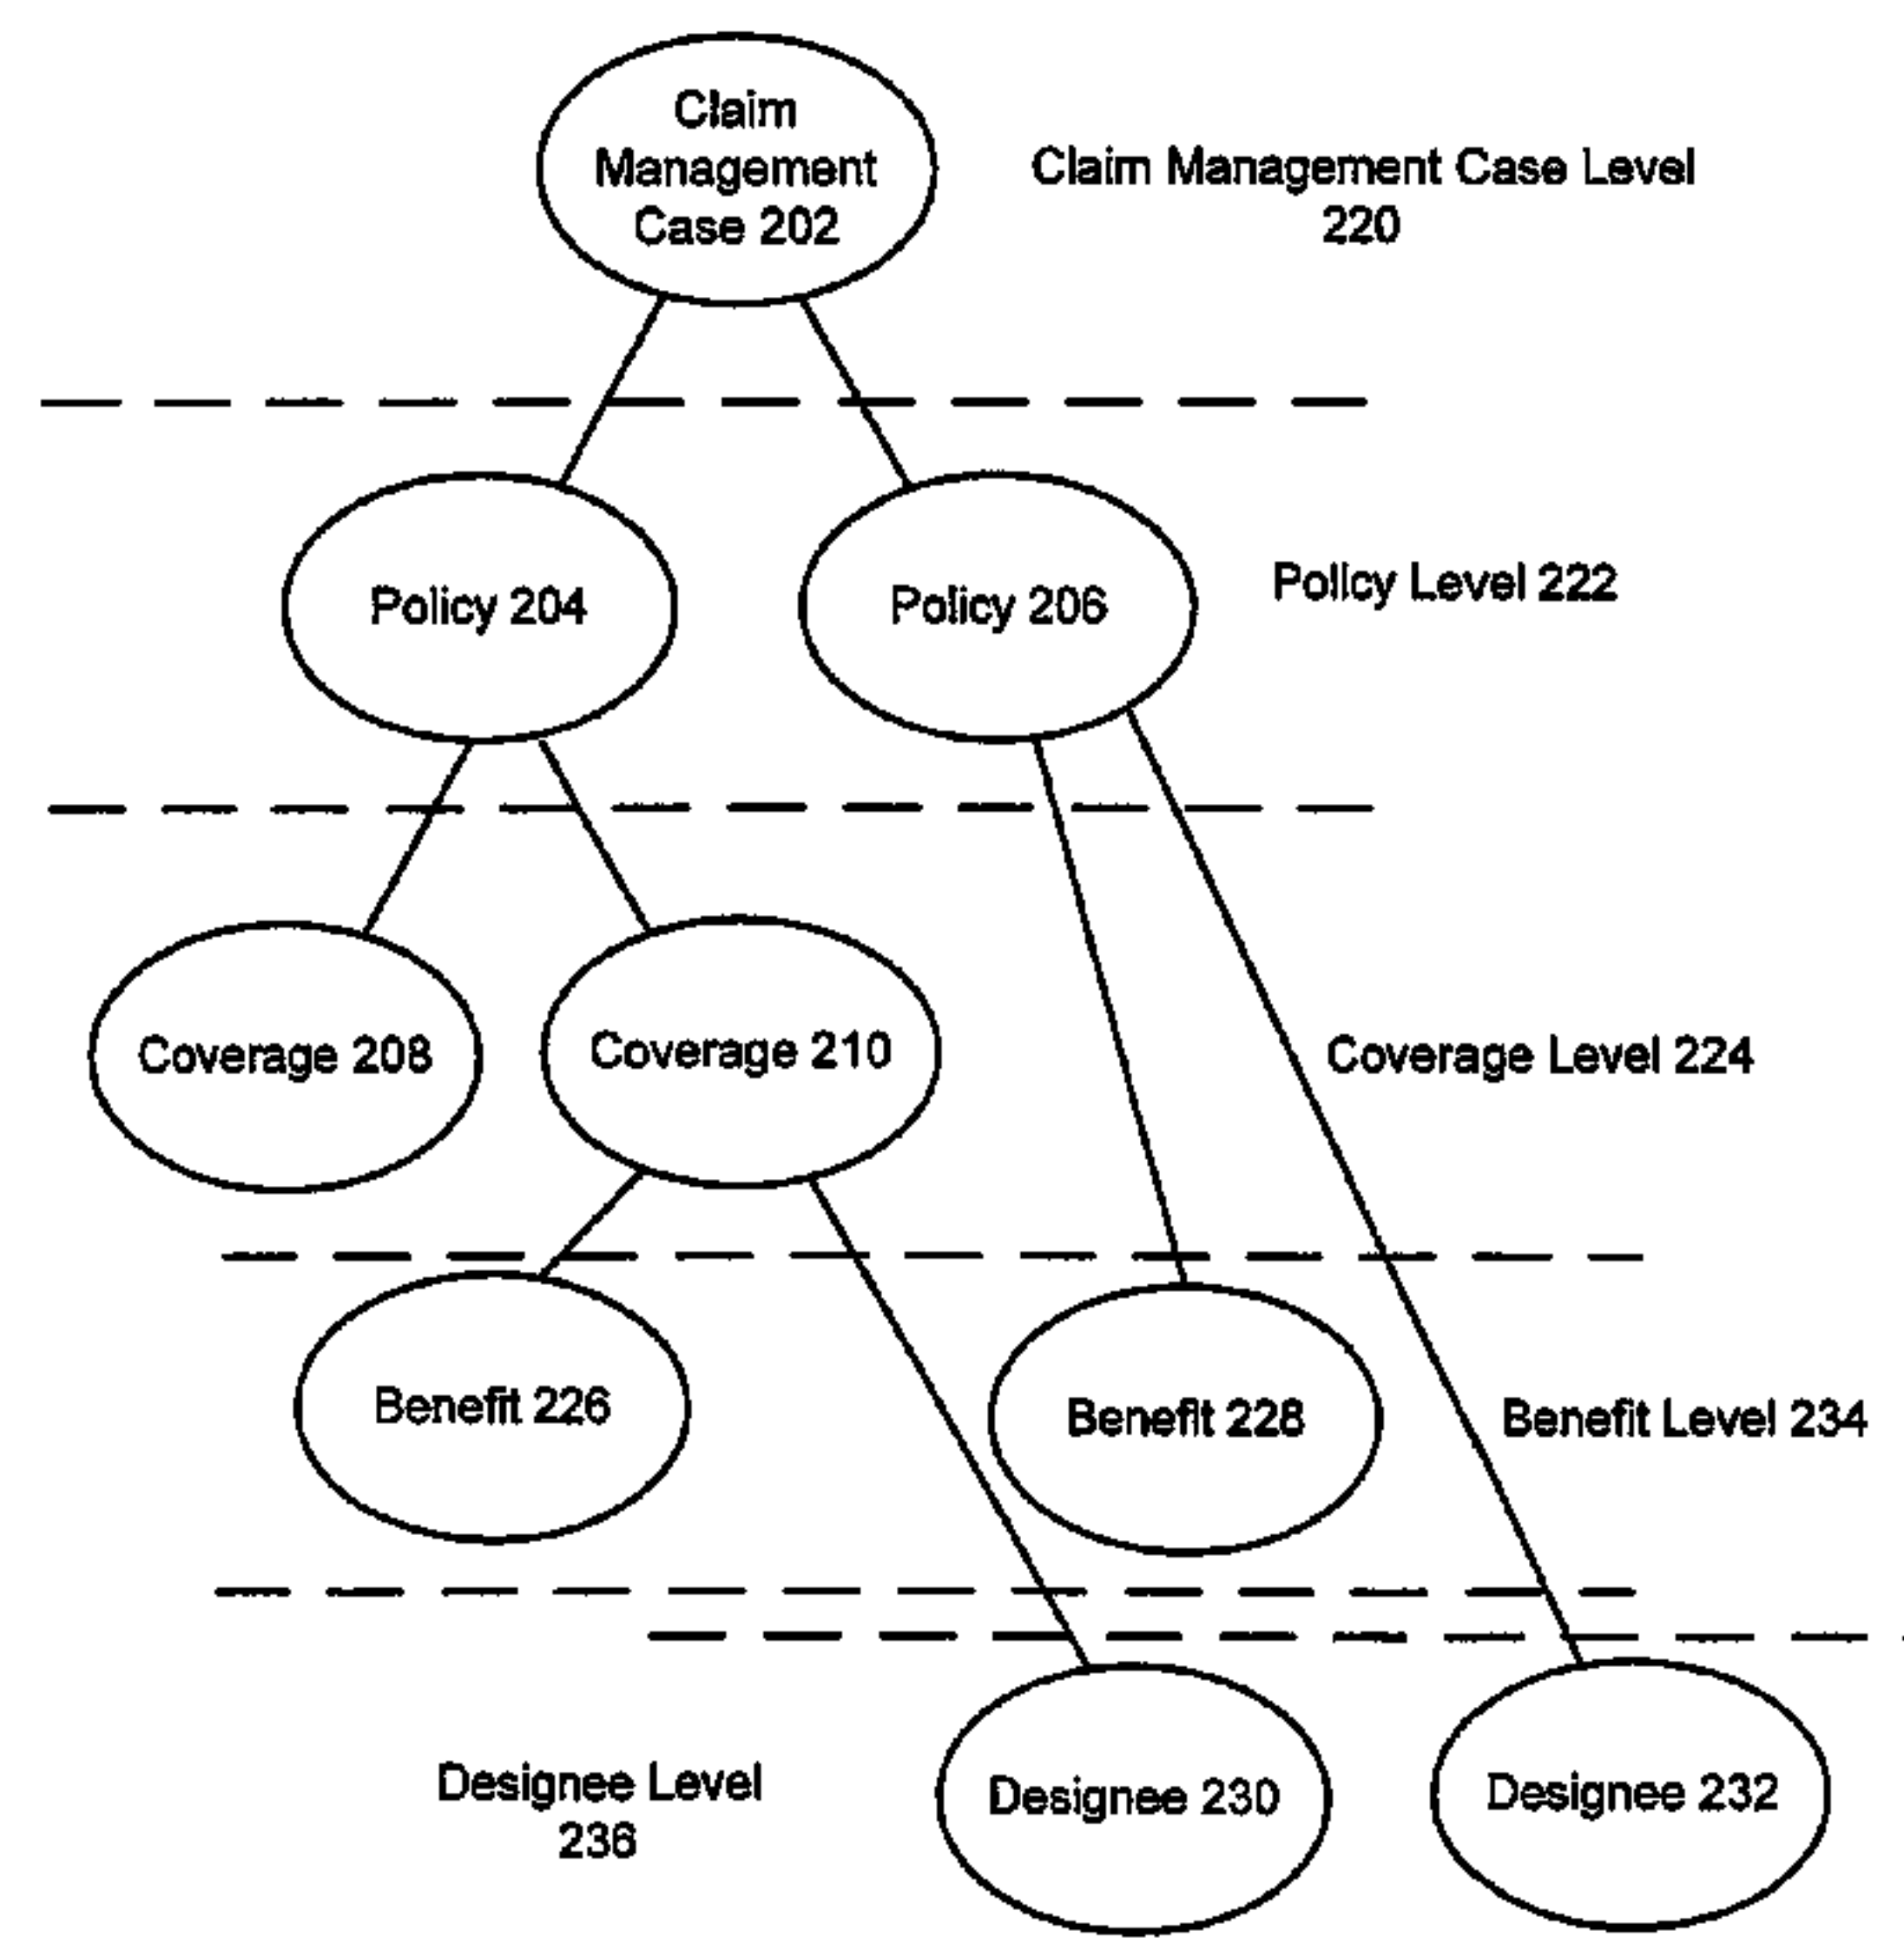 Claim
Management
Case 202
Claim Management Case Level
220
Policy 204
Policy 206
Policy Level 222
Coverage 208
Coverage 210
Coverage Level 224
Benefit 226
Benefit 228
Benefit Level 234
Designee Level
236
Designee 230
Designee 232